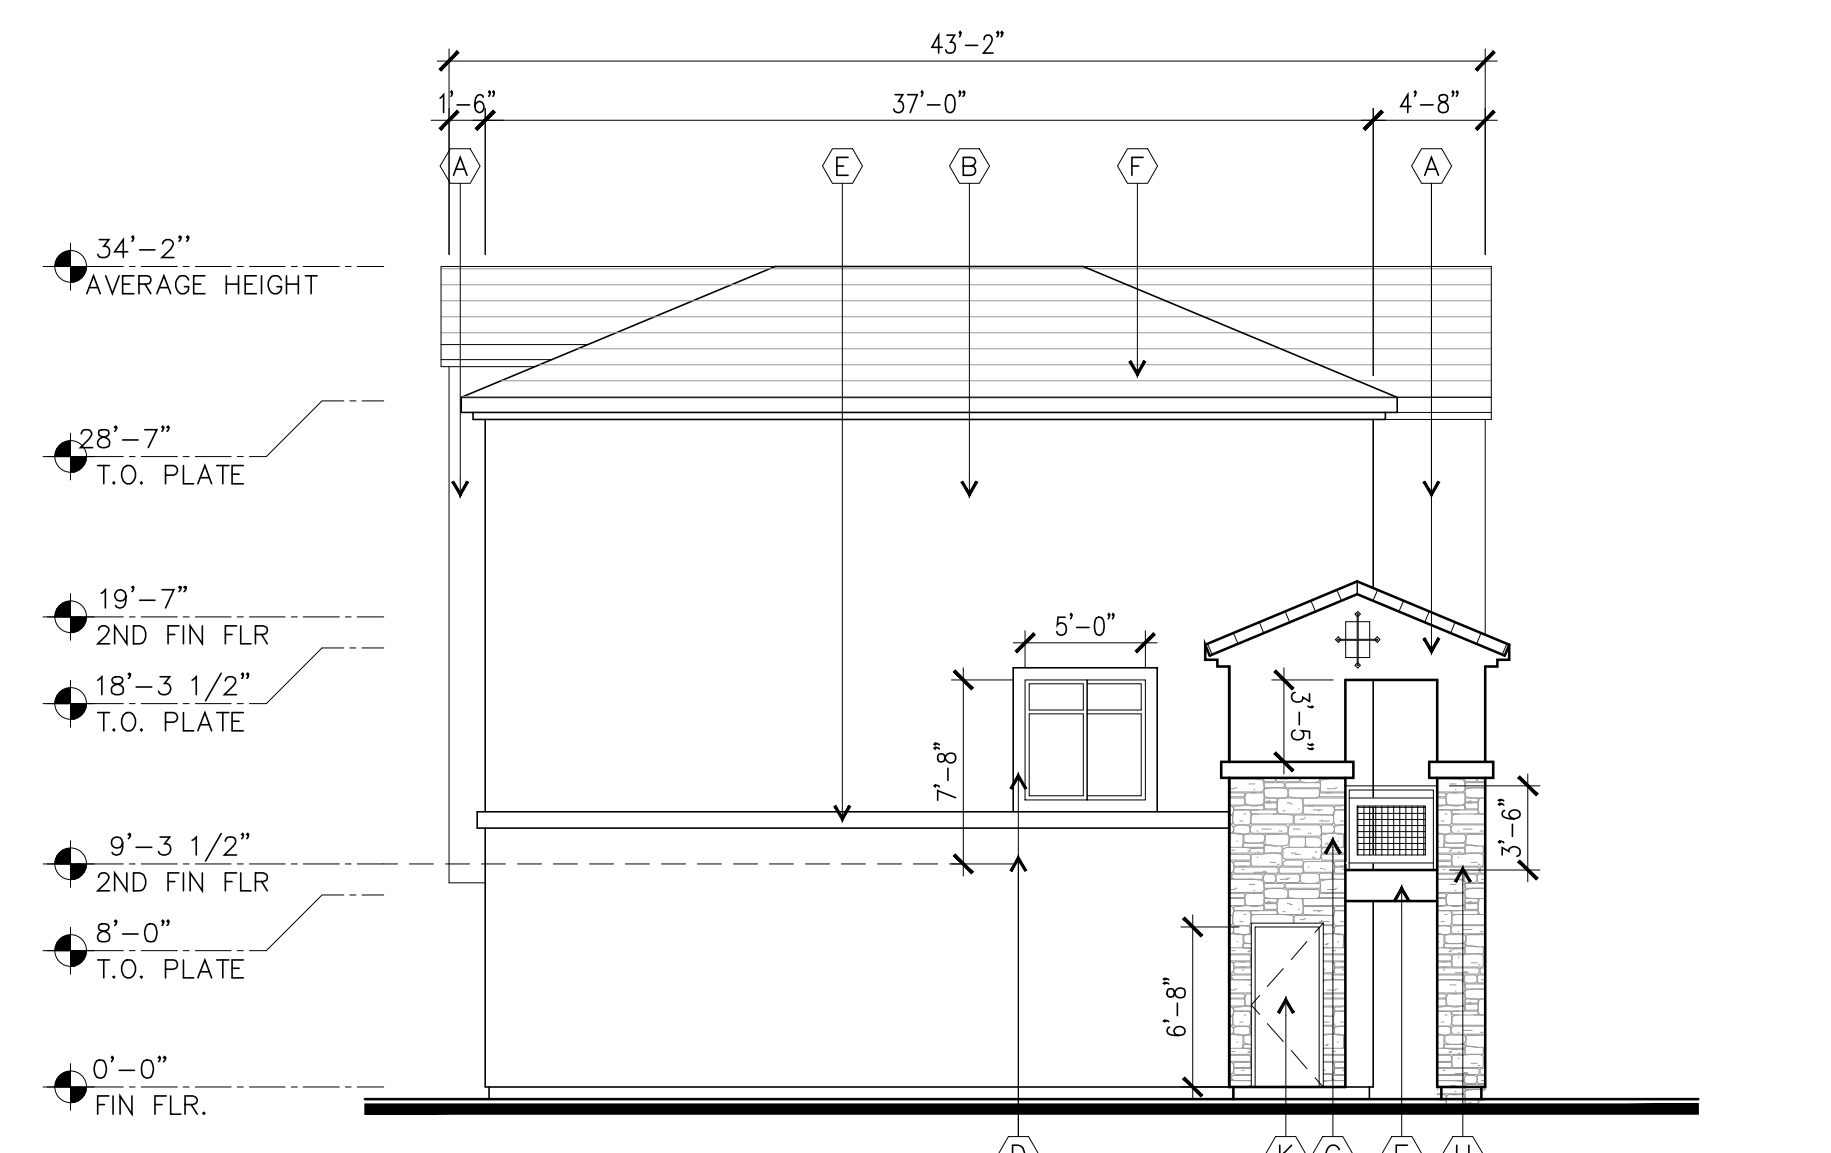 43'-2"
1'-6"
37'-0"
4'-8"
A
E
B
F
A
34'-2''
AVERAGE HEIGHT
28'-7"
T.O. PLATE
19'-7"
2ND FIN FLR
5'-0"
18'-3 1/2"
T.O. PLATE
3'-5"
7'-8"
3'-6"
9'-3 1/2"
2ND FIN FLR
8'-0"
T.O. PLATE
6'-8"
0'-0"
FIN FLR.
D
K